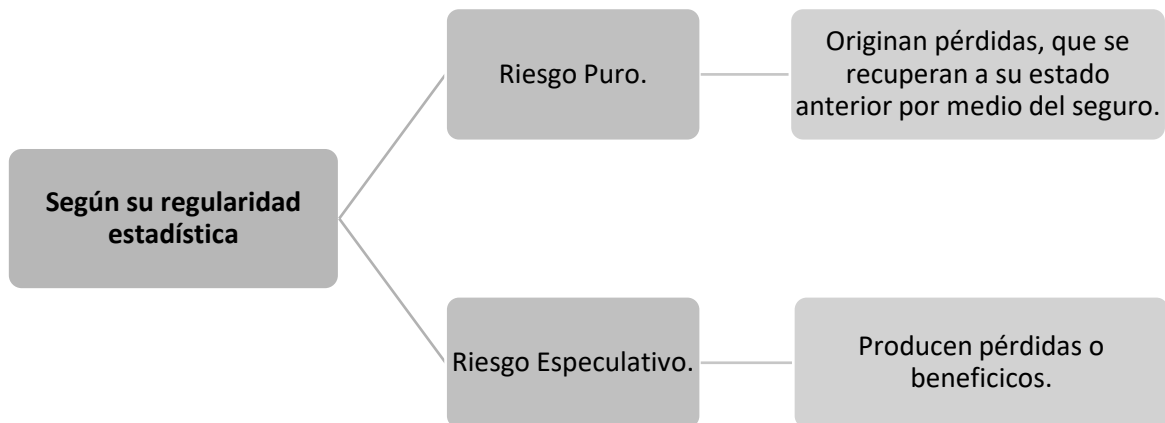 Según su regularidad
estadística
Riesgo Puro.
Originan pérdidas, que se
recuperan a su estado
anterior por medio del seguro.
Riesgo Especulativo.
Producen pérdidas o
beneficicos.